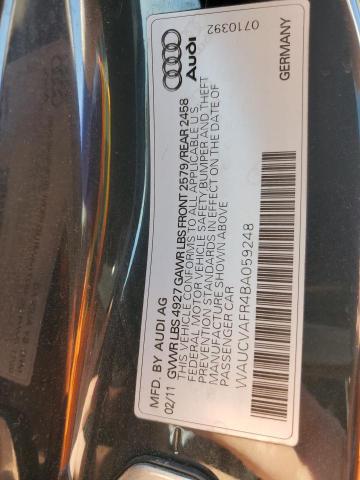 0710392
Audi
GERMANY
MFD. BY AUDI AG
02/11 GVWR LBS 4927 GAWR LBS FRONT 2579/REAR 2458
THIS VEHICLE CONFORMS TO ALL APPLICABLE U S
FEDERAL MOTOR VEHICLE SAFETY BUMPER AND THEFT
PREVENTION STANDARDS IN EFFECT ON THE DATE OF
MANUFACTURE SHOWN ABOVE
PASSENGER CAR
WAUCVAFR4BA059248